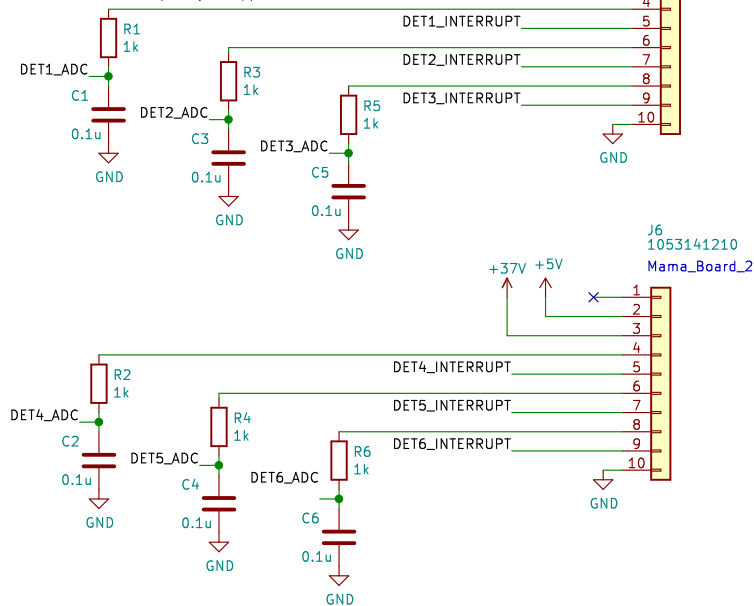 4
R1
1k
DET1_INTERRUPT
5
6
DET1_ADC
R3
1k
DET2_INTERRUPT
7
C1
0.1u
8
DET2_ADC
R5
1k
DET3_INTERRUPT
9
C3
0.1u
10
GND
DET3_ADC
GND
C5
0.1u
GND
GND
J6
1053141210
Mama_Board_2
+37V
+5V
1
2
3
4
R2
1k
DET4_INTERRUPT
5
6
DET4_ADC
R4
1k
DET5_INTERRUPT
7
C2
0.1u
8
DET5_ADC
R6
1k
DET6_INTERRUPT
9
C4
0.1u
10
DET6_ADC
GND
GND
C6
0.1u
GND
GND